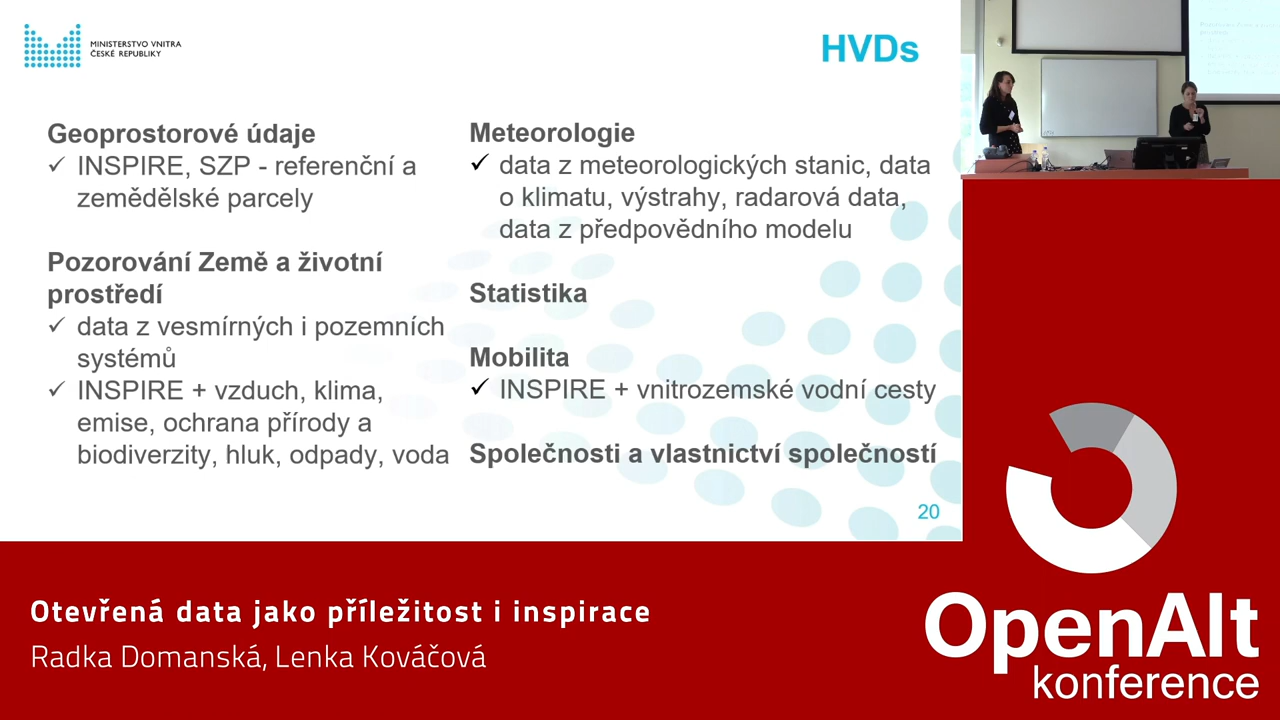 MINISTERSTVO VNITRA
ČESKÉ REPUBLIKY
HVDs
Geoprostorové údaje
✓ INSPIRE, SZP - referenční a
zemědělské parcely
Pozorování Země a životní
prostředí
✓ data z vesmírných i pozemních
systémů
✓ INSPIRE + vzduch, klima,
emise, ochrana přírody a
biodiverzity, hluk, odpady, voda
Meteorologie
✓ data z meteorologických stanic, data
o klimatu, výstrahy, radarová data,
data z předpovědního modelu
Statistika
Mobilita
✓ INSPIRE + vnitrozemské vodní cesty
Společnosti a vlastnictví společností
20
Otevřená data jako příležitost i inspirace
Radka Domanská, Lenka Kováčová
OpenAlt
konference